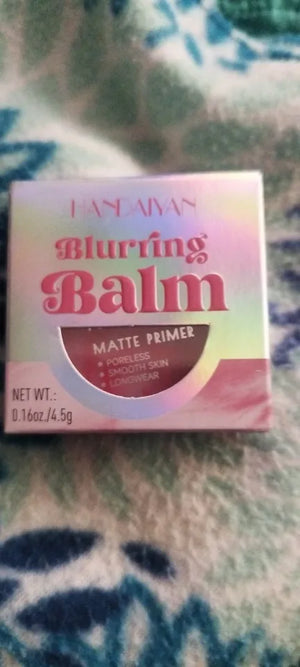 HANDAIYAN
Blurring
Balm
MATTE PRIMER
• PORELESS
• SMOOTH SKIN
• LONGWEAR
NET WT.:
0.16oz./4.5g